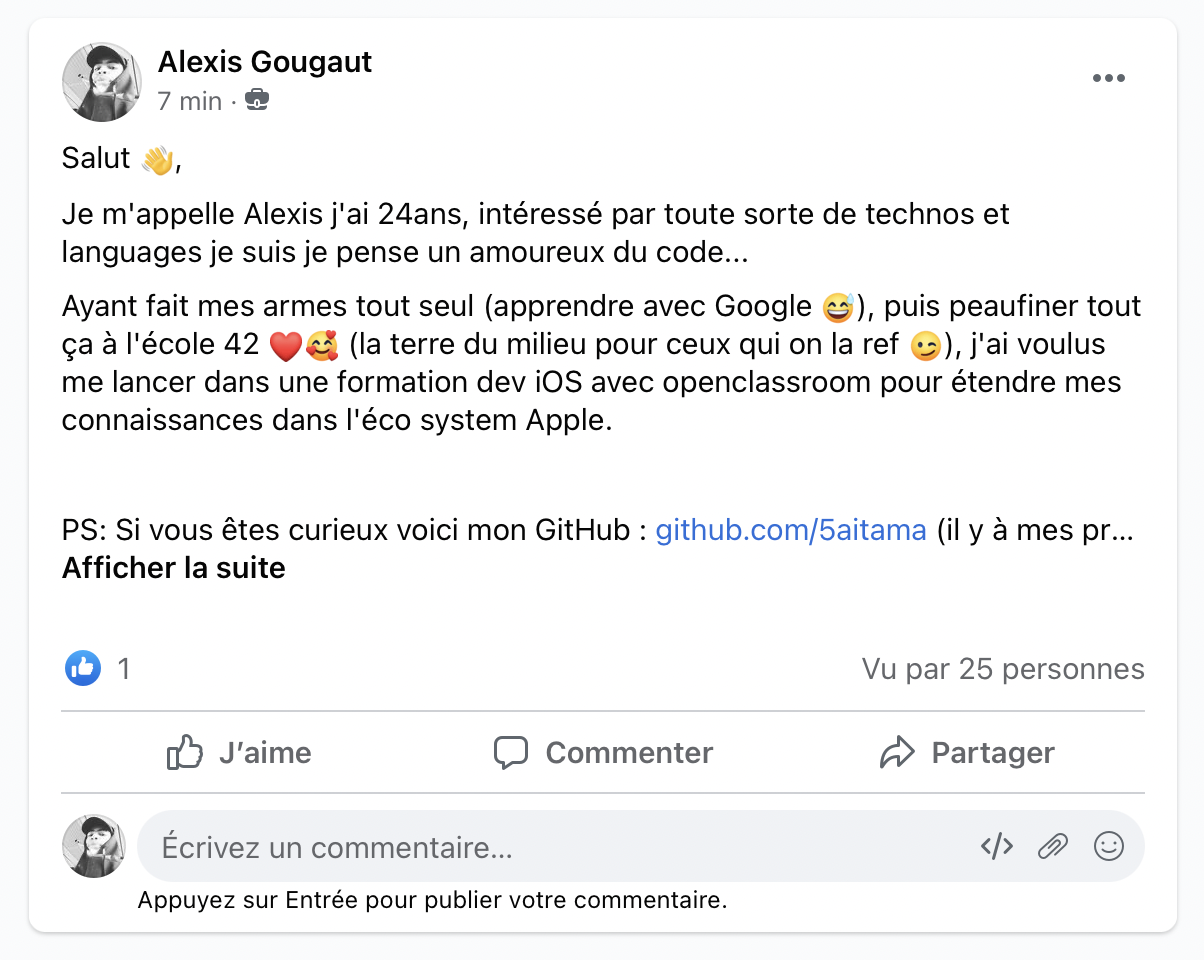 Alexis Gougaut
7 min ·
Salut 👋,
Je m'appelle Alexis j'ai 24ans, intéressé par toute sorte de technos et
languages je suis je pense un amoureux du code...
Ayant fait mes armes tout seul (apprendre avec Google 😅), puis peaufiner tout
ça à l'école 42 ❤️🥰 (la terre du milieu pour ceux qui on la ref 😉), j'ai voulus
me lancer dans une formation dev iOS avec openclassroom pour étendre mes
connaissances dans l'éco system Apple.
PS: Si vous êtes curieux voici mon GitHub : github.com/5aitama (il y à mes pr...
Afficher la suite
1
Vu par 25 personnes
J’aime
Commenter
Partager
Écrivez un commentaire...
Appuyez sur Entrée pour publier votre commentaire.